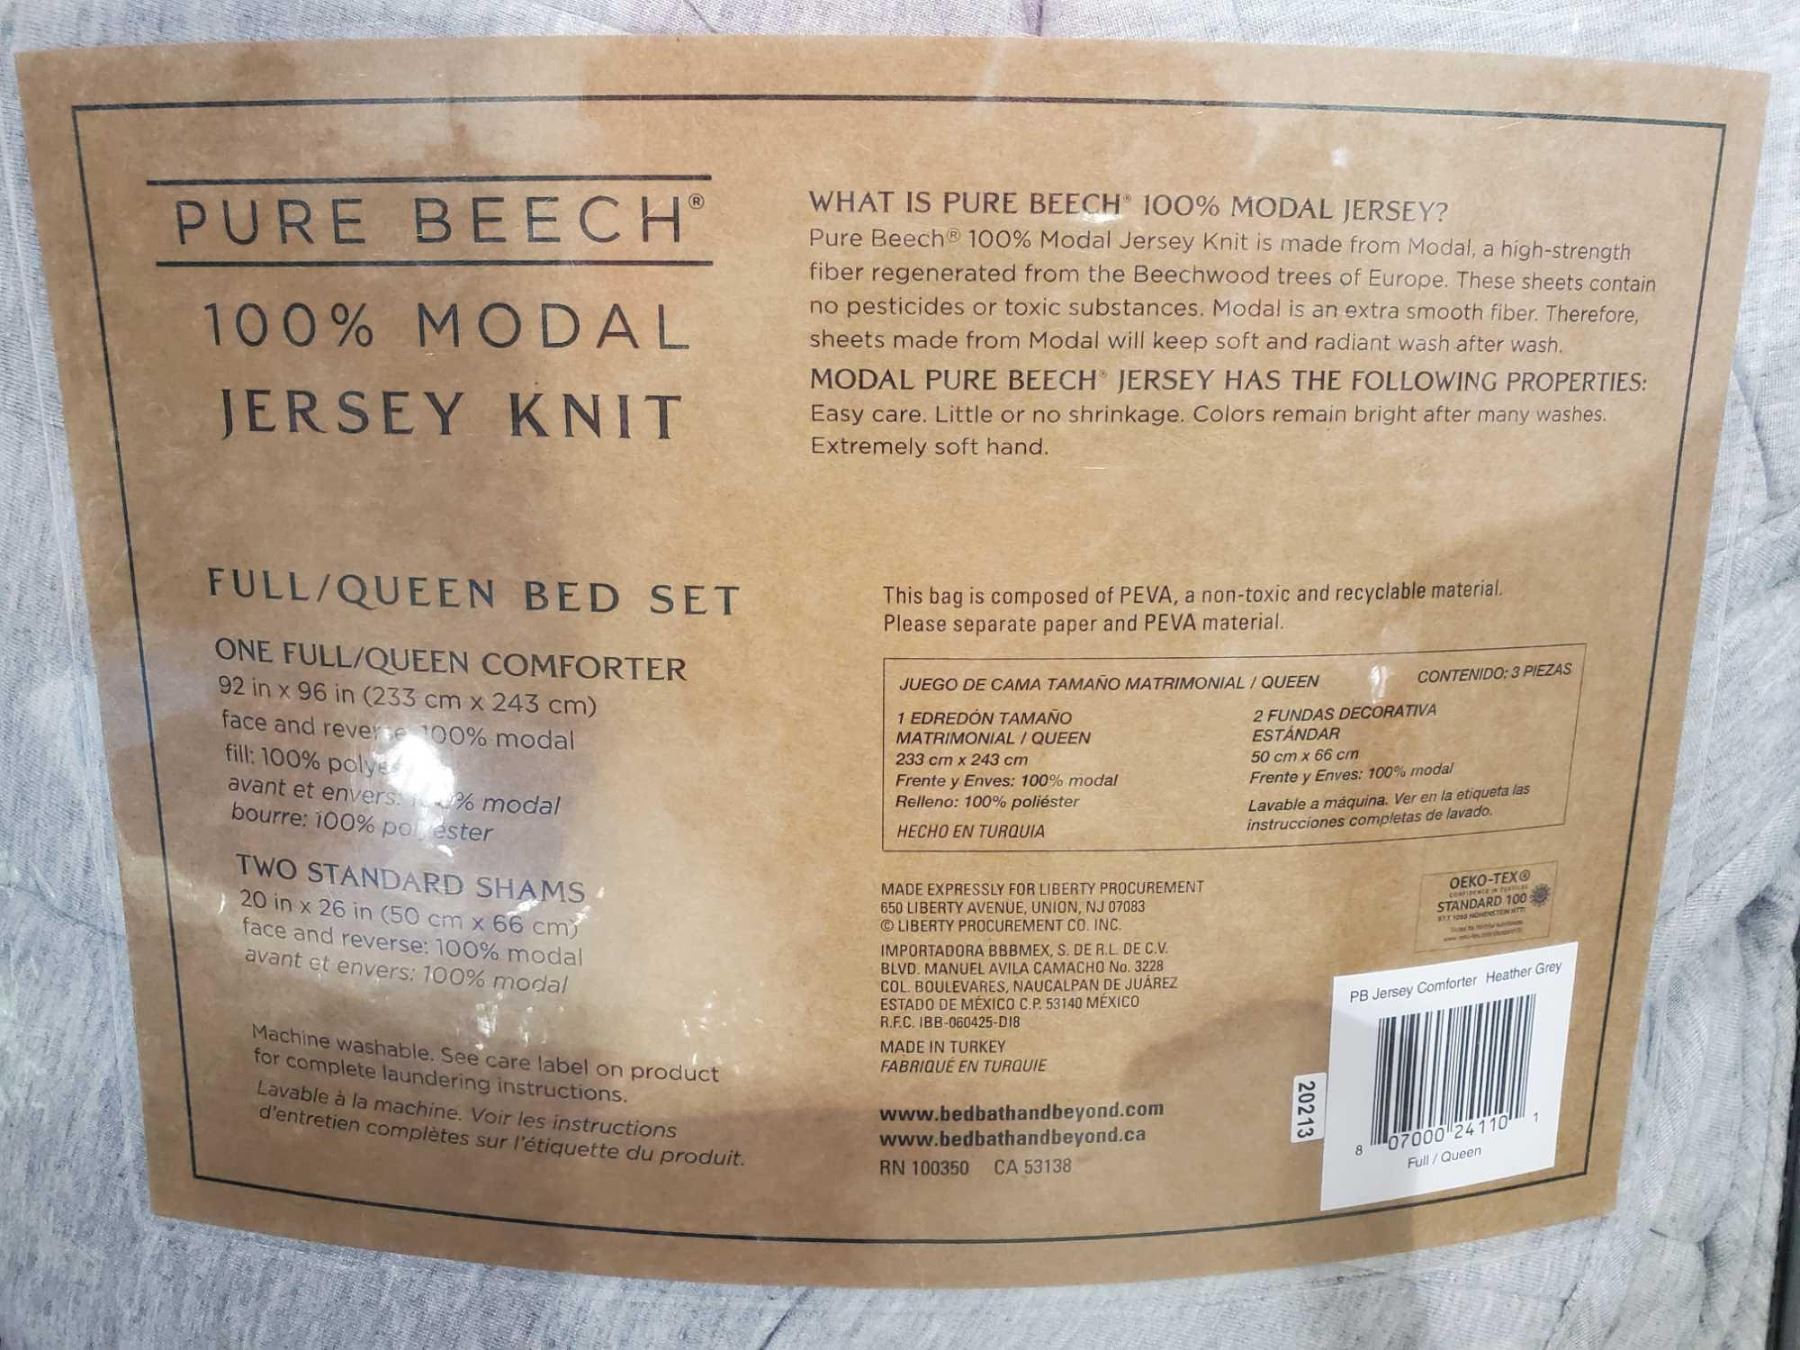 PURE BEECH®
100% MODAL
JERSEY KNIT
FULL/QUEEN BED SET
ONE FULL/QUEEN COMFORTER
92 in x 96 in (233 cm x 243 cm)
face and reverse 100% modal
fill: 100% polyes
avant et envers: % modal
bourre: 100% polyester
TWO STANDARD SHAMS
20 in x 26 in (50 cm x 66 cm)
face and reverse: 100% modal
avant et envers: 100% modal
Machine washable. See care label on product
for complete laundering instructions.
Lavable à la machine. Voir les instructions
d'entretien complètes sur l'étiquette du produit.
WHAT IS PURE BEECH® 100% MODAL JERSEY?
Pure Beech® 100% Modal Jersey Knit is made from Modal, a high-strength
fiber regenerated from the Beechwood trees of Europe. These sheets contain
no pesticides or toxic substances. Modal is an extra smooth fiber. Therefore,
sheets made from Modal will keep soft and radiant wash after wash.
MODAL PURE BEECH® JERSEY HAS THE FOLLOWING PROPERTIES:
Easy care. Little or no shrinkage. Colors remain bright after many washes.
Extremely soft hand.
This bag is composed of PEVA, a non-toxic and recyclable material.
Please separate paper and PEVA material.
JUEGO DE CAMA TAMAÑO MATRIMONIAL / QUEEN
CONTENIDO: 3 PIEZAS
1 EDREDÓN TAMAÑO
MATRIMONIAL / QUEEN
233 cm x 243 cm
Frente y Enves: 100% modal
Relleno: 100% poliéster
HECHO EN TURQUIA
2 FUNDAS DECORATIVA
ESTÁNDAR
50 cm x 66 cm
Frente y Enves: 100% modal
Lavable a máquina. Ver en la etiqueta las
instrucciones completas de lavado.
MADE EXPRESSLY FOR LIBERTY PROCUREMENT
650 LIBERTY AVENUE, UNION, NJ 07083
© LIBERTY PROCUREMENT CO. INC.
IMPORTADORA BBBMEX, S. DE R.L. DE C.V.
BLVD. MANUEL AVILA CAMACHO No. 3228
COL. BOULEVARES, NAUCALPAN DE JUÁREZ
ESTADO DE MÉXICO C.P. 53140 MÉXICO
R.F.C. IBB-060425-D18
MADE IN TURKEY
FABRIQUÉ EN TURQUIE
www.bedbathandbeyond.com
www.bedbathandbeyond.ca
RN 100350 CA 53138
OEKO-TEX®
CONFIDENCE IN TEXTILES
STANDARD 100
20213
PB Jersey Comforter Heather Grey
8 07000 24110 1
Full / Queen